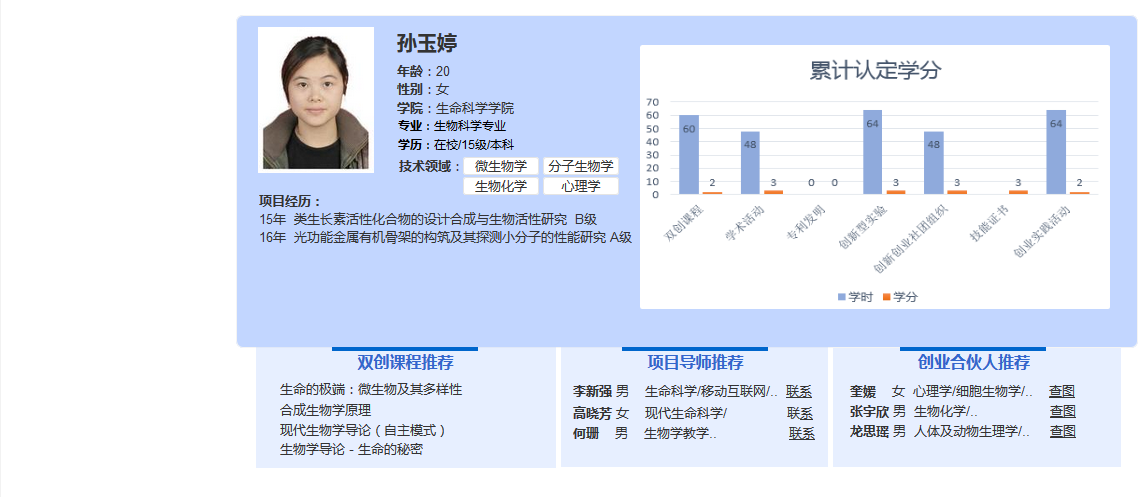 孙玉婷
年龄：20
性别：女
学院：生命科学学院
专业：生物科学专业
学历：在校/15级/本科
技术领域： 微生物学 分子生物学
生物化学 心理学
项目经历：
15年 类生长素活性化合物的设计合成与生物活性研究 B级
16年 光功能金属有机骨架的构筑及其探测小分子的性能研究 A级
累计认定学分
70
60
50
40
30
20
10
0
60 2 48 3 0 0 64 3 48 3 3 64 2
双创课程 学术活动 专利发明 创新型实验 创新创业社团组织 技能证书 创业实践活动
学时 学分
双创课程推荐
生命的极端：微生物及其多样性
合成生物学原理
现代生物学导论（自主模式）
生物学导论－生命的秘密
项目导师推荐
李新强 男 生命科学/移动互联网/.. 联系
高晓芳 女 现代生命科学/ 联系
何珊 男 生物学教学.. 联系
创业合伙人推荐
奎媛 女 心理学/细胞生物学/.. 查图
张宇欣 男 生物化学/.. 查图
龙思瑶 男 人体及动物生理学/.. 查图